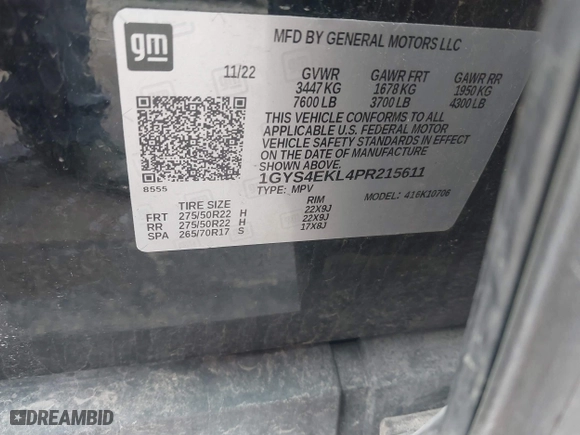 gm
MFD BY GENERAL MOTORS LLC
11/22 GVWR GAWR FRT GAWR RR
3447 KG 1678 KG 1950 KG
7600 LB 3700 LB 4300 LB
THIS VEHICLE CONFORMS TO ALL
APPLICABLE U.S. FEDERAL MOTOR
VEHICLE SAFETY STANDARDS IN EFFECT
ON THE DATE OF MANUFACTURE
SHOWN ABOVE.
8555 1GYS4EKL4PR215611
TYPE: MPV MODEL: 416K10706
TIRE SIZE RIM
FRT 275/50R22 H 22X9J
RR 275/50R22 H 22X9J
SPA 265/70R17 S 17X8J
DREAMBID